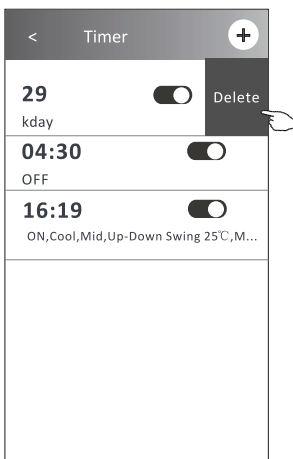 < Timer +
29
kday
Delete
04:30
OFF
16:19
ON,Cool,Mid,Up-Down Swing 25℃,M...